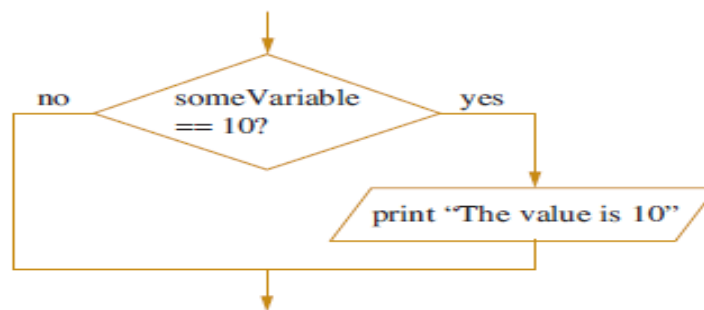 no
someVariable
== 10?
yes
print “The value is 10”